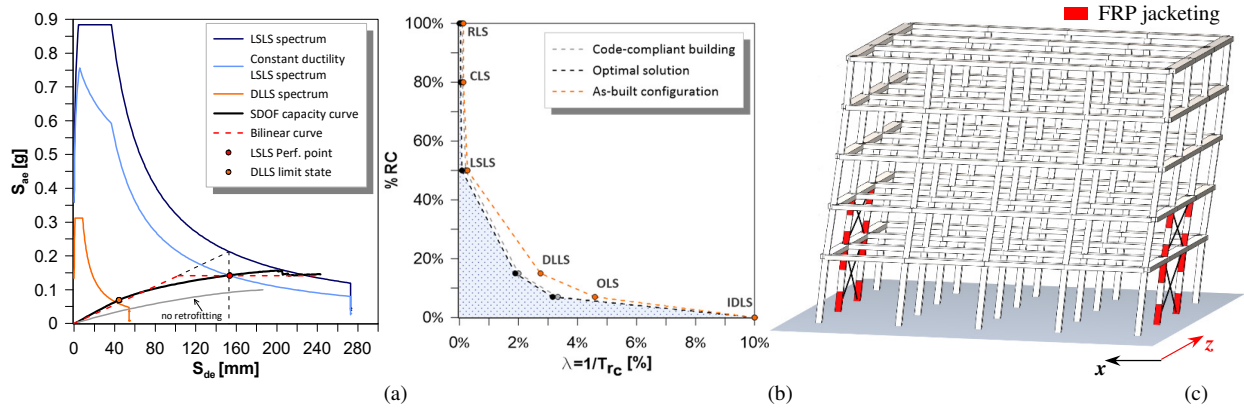 0.9
0.8
0.7
0.6
0.5
0.4
0.3
0.2
0.1
0
S_ae [g]
0 40 80 120 160 200 240 280
S_de [mm]
LSLS spectrum
Constant ductility
LSLS spectrum
DLLS spectrum
SDOF capacity curve
Bilinear curve
LSLS Perf. point
DLLS limit state
no retrofitting
(a)
100%
80%
60%
40%
20%
0%
% RC
0% 2% 4% 6% 8% 10%
λ=1/T_rc [%]
Code-compliant building
Optimal solution
As-built configuration
RLS
CLS
LSLS
DLLS
OLS
IDLS
(b)
FRP jacketing
z
x
(c)